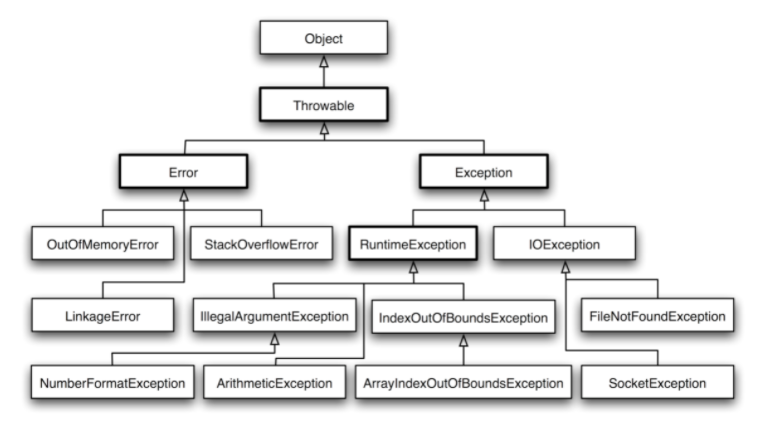 Object
Throwable
Error
Exception
OutOfMemoryError
StackOverflowError
RuntimeException
IOException
LinkageError
IllegalArgumentException
IndexOutOfBoundsException
FileNotFoundException
NumberFormatException
ArithmeticException
ArrayIndexOutOfBoundsException
SocketException